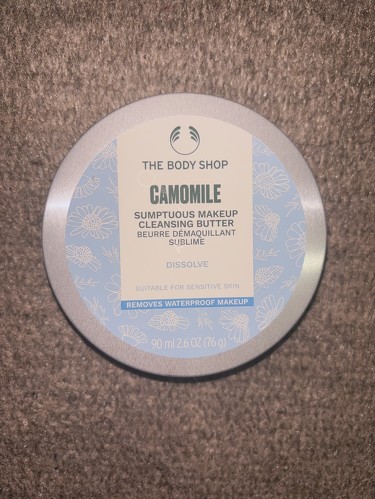 THE BODY SHOP
CAMOMILE
SUMPTUOUS MAKEUP
CLEANSING BUTTER
BEURRE DÉMAQUILLANT
SUBLIME
DISSOLVE
SUITABLE FOR SENSITIVE SKIN
REMOVES WATERPROOF MAKEUP
90 ml 2.6 OZ (76 g)